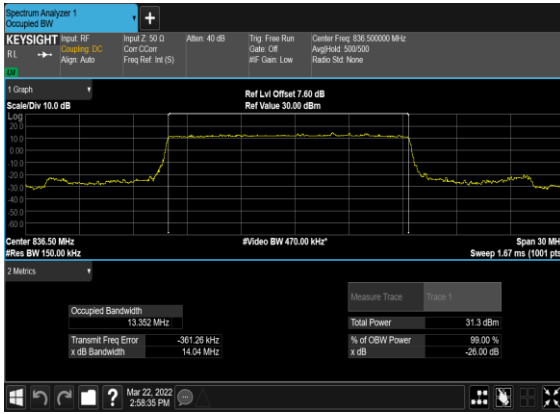 Spectrum Analyzer 1
Occupied BW
+
KEYSIGHT Input: RF Input Z: 50 Ω Atten: 40 dB Trig: Free Run Center Freq: 836.500000 MHz
RL Coupling: DC Corr CCorr Gate: Off Avg|Hold: 500/500
Align: Auto Freq Ref: Int (S) #IF Gain: Low Radio Std: None
1 Graph
Ref Lvl Offset 7.60 dB
Scale/Div 10.0 dB Ref Value 30.00 dBm
Log
20.0
10.0
0.00
-10.0
-20.0
-30.0
-40.0
-50.0
-60.0
Center 836.50 MHz #Video BW 470.00 kHz* Span 30 MH
#Res BW 150.00 kHz Sweep 1.67 ms (1001 pts
2 Metrics
Measure Trace Trace 1
Occupied Bandwidth
13.352 MHz Total Power 31.3 dBm
Transmit Freq Error -361.26 kHz % of OBW Power 99.00 %
x dB Bandwidth 14.04 MHz x dB -26.00 dB
? Mar 22, 2022
2:58:35 PM